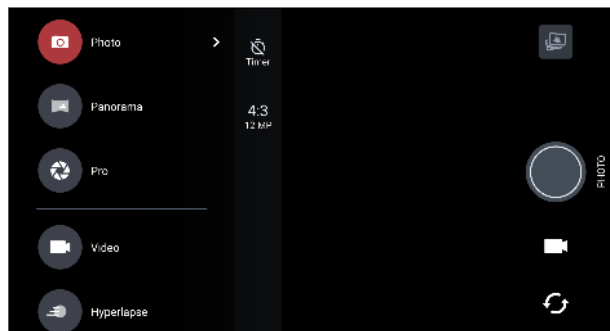 Photo
Timer
Panorama
4:3
12 MP
Pro
PHOTO
Video
Hyperlapse